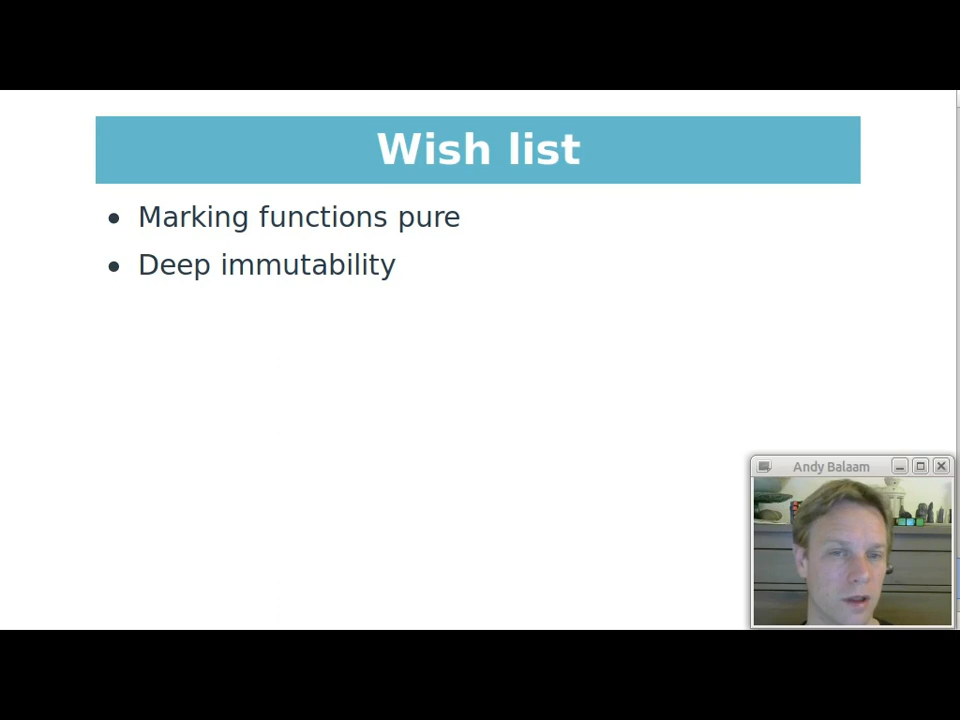 Wish list
Marking functions pure
Deep immutability
Andy Balaam